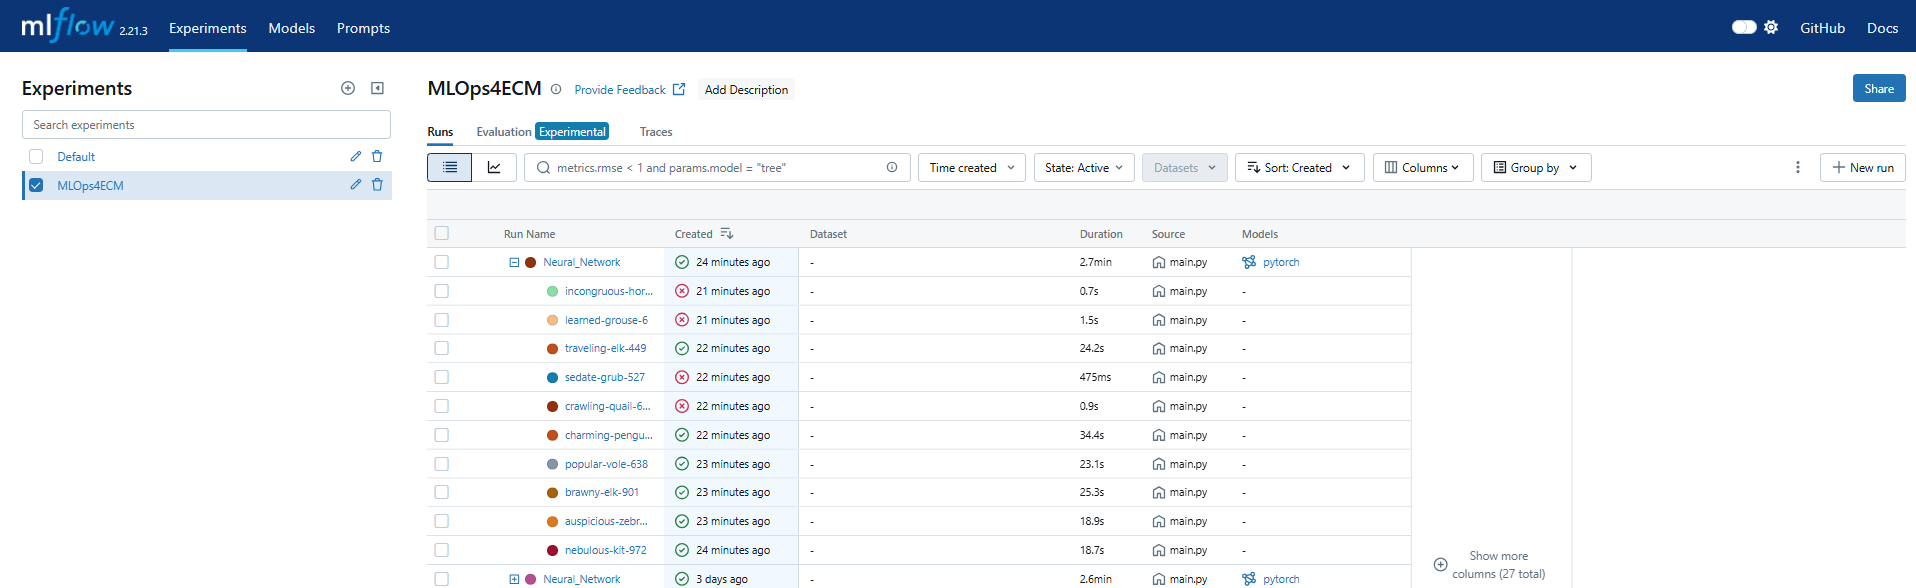 mlflow 2.21.3 Experiments Models Prompts GitHub Docs
Experiments
Search experiments
Default
MLOps4ECM
MLOps4ECM Provide Feedback Add Description Share
Runs Evaluation Experimental Traces
metrics.rmse < 1 and params.model = "tree" Time created State: Active Datasets Sort: Created Columns Group by New run
Run Name Created Dataset Duration Source Models
Neural_Network 24 minutes ago - 2.7min main.py pytorch
incongruous-hor... 21 minutes ago - 0.7s main.py -
learned-grouse-6 21 minutes ago - 1.5s main.py -
traveling-elk-449 22 minutes ago - 24.2s main.py -
sedate-grub-527 22 minutes ago - 475ms main.py -
crawling-quail-6... 22 minutes ago - 0.9s main.py -
charming-pengu... 22 minutes ago - 34.4s main.py -
popular-vole-638 23 minutes ago - 23.1s main.py -
brawny-elk-901 23 minutes ago - 25.3s main.py -
auspicious-zebr... 23 minutes ago - 18.9s main.py -
nebulous-kit-972 24 minutes ago - 18.7s main.py -
Neural_Network 3 days ago - 2.6min main.py pytorch
Show more
columns (27 total)